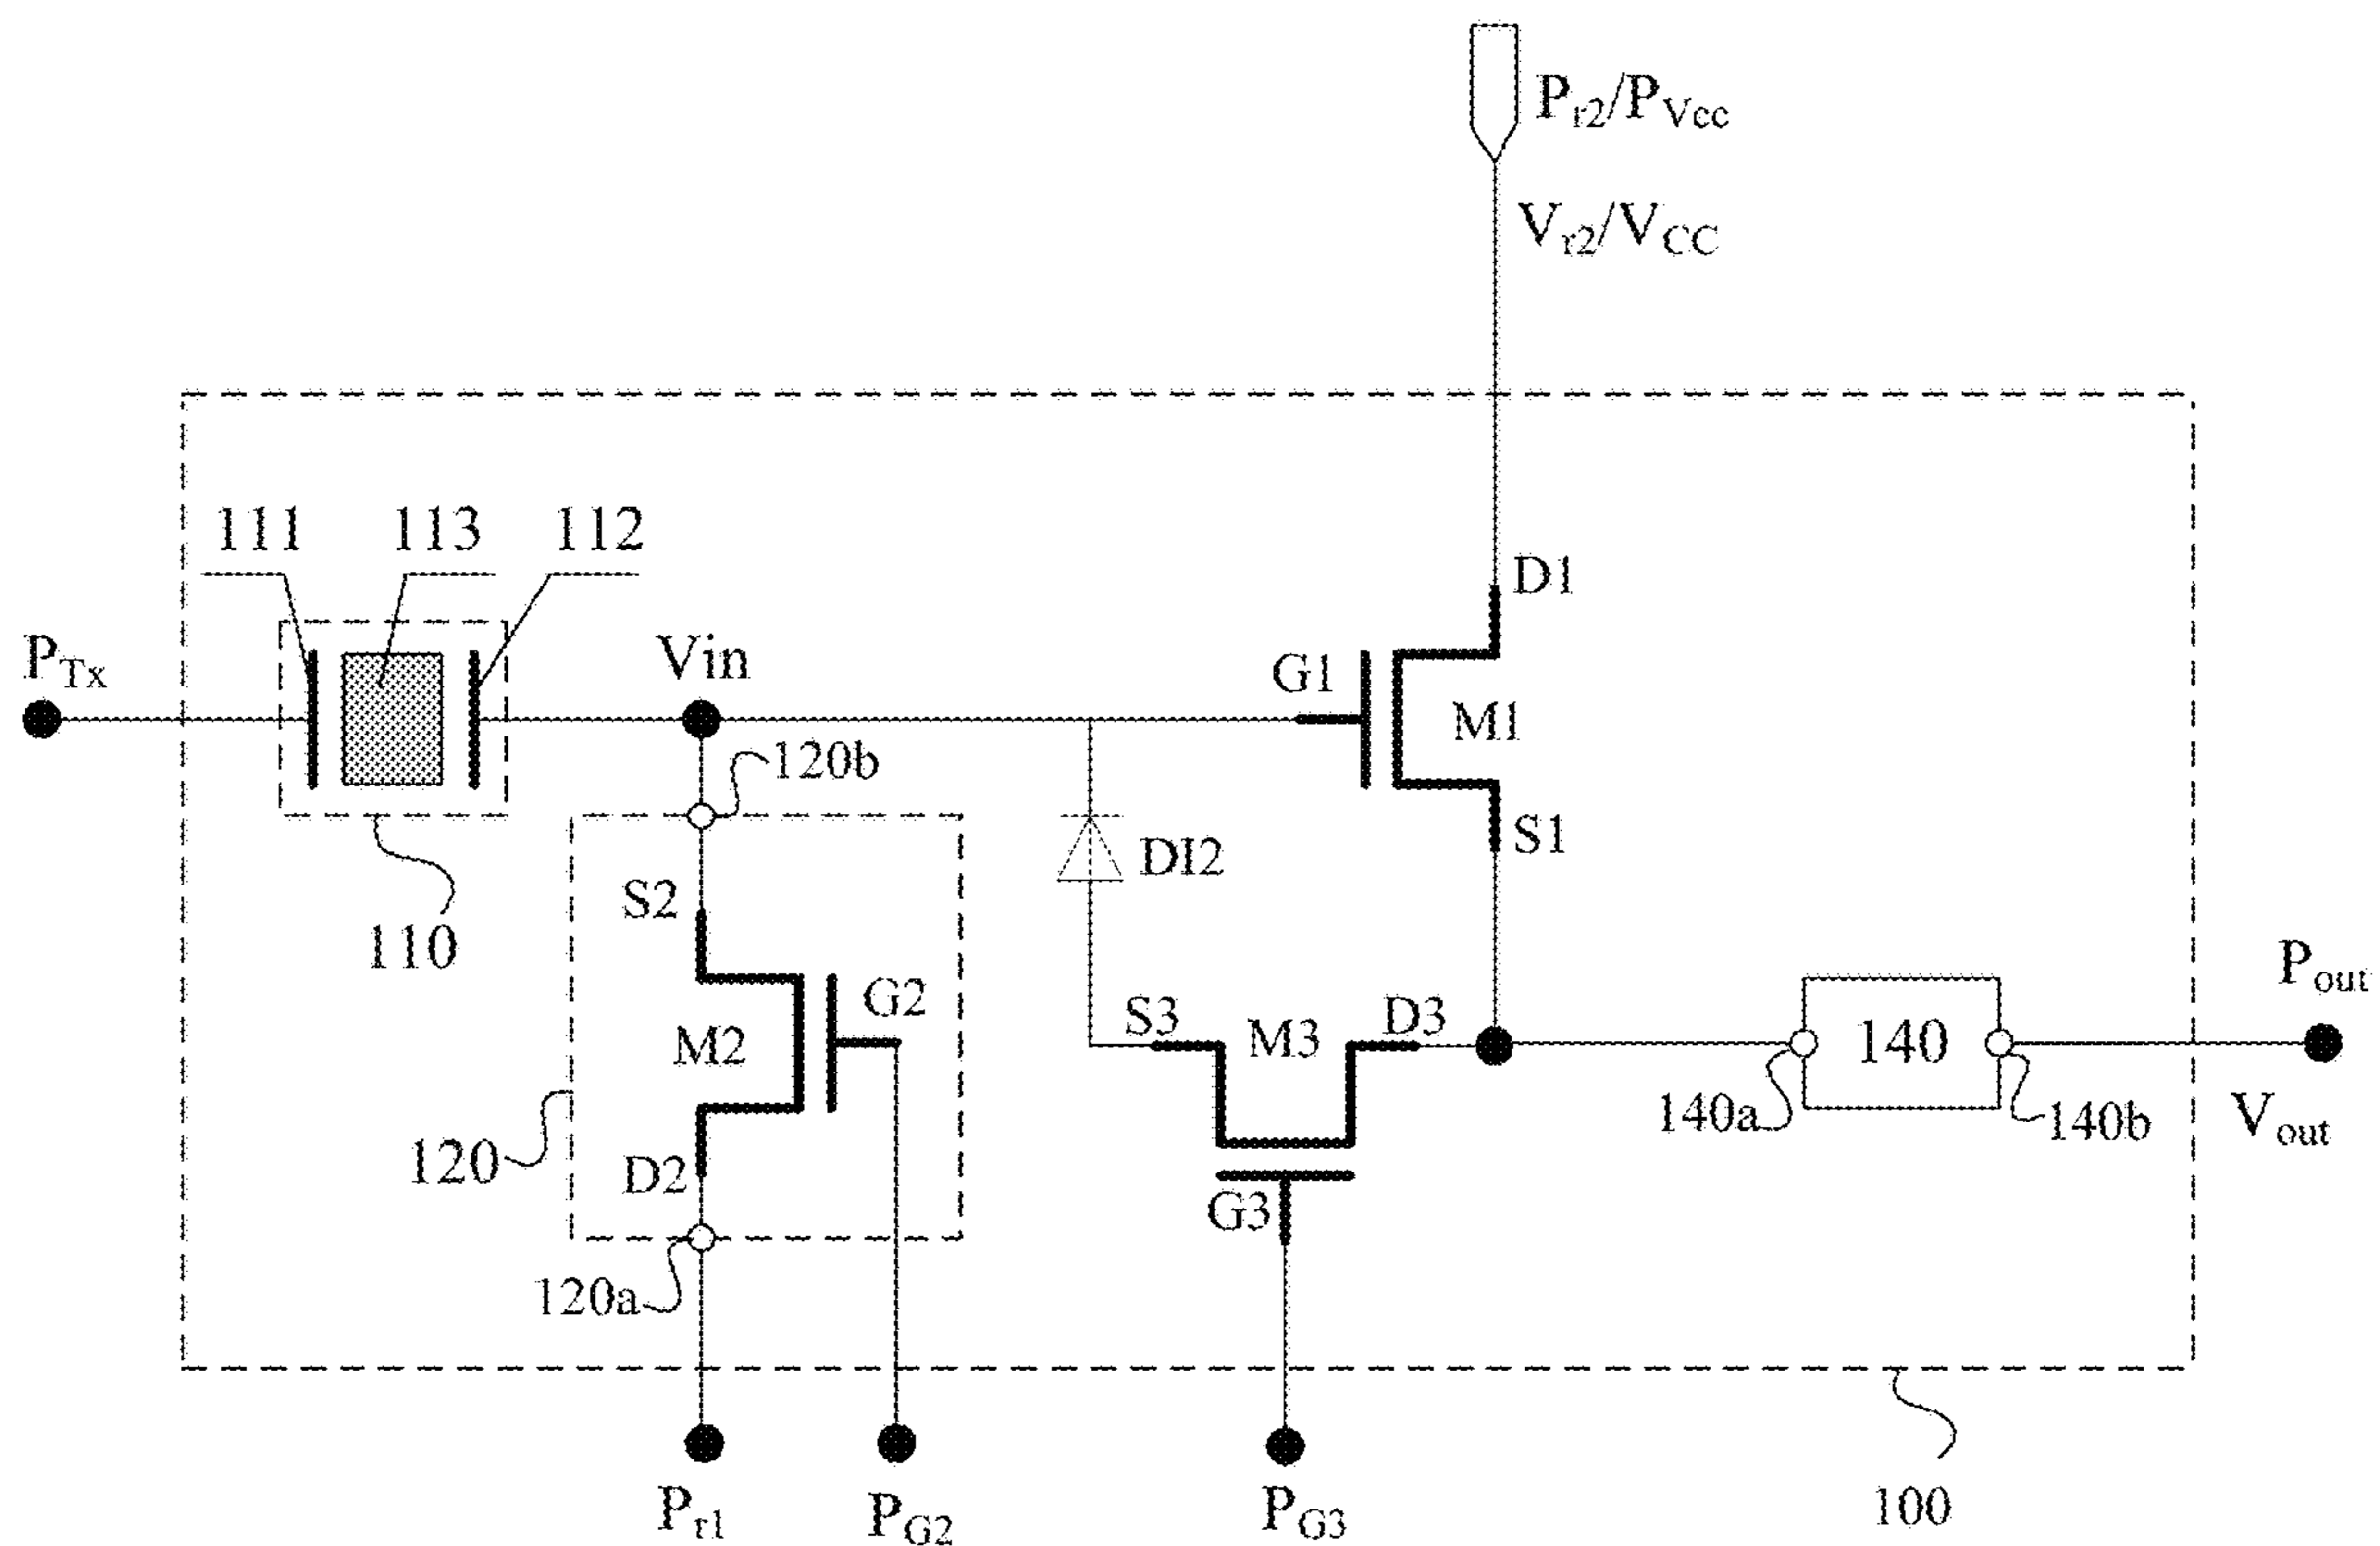 Pr2/PVcc
Vr2/VCC
111
113
112
D1
PTx
Vin
G1
M1
120b
S1
DI2
110
S2
G2
M2
S3
M3
D3
140
Pout
140a
140b
Vout
120
D2
G3
120a
Pr1
PG2
PG3
100